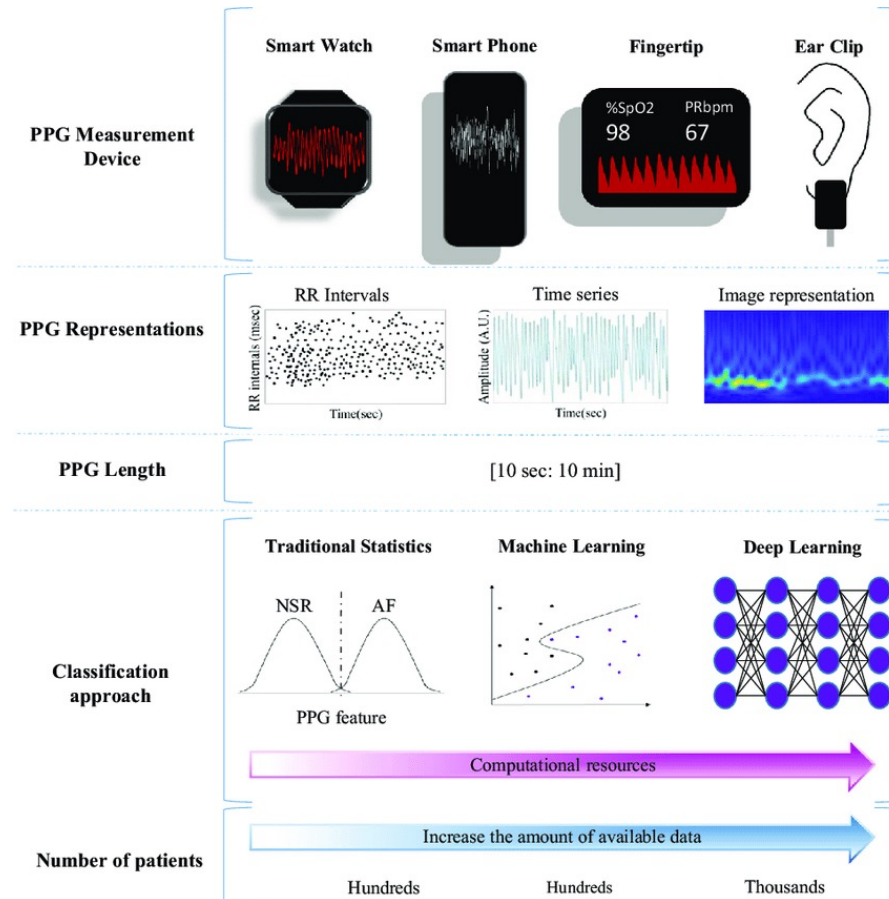 Smart Watch
Smart Phone
Fingertip
Ear Clip
PPG Measurement
Device
%SpO2
PRbpm
98
67
PPG Representations
RR Intervals
Time series
Image representation
RR internals (msec)
Time(sec)
Amplitude (A.U.)
Time(sec)
PPG Length
[10 sec: 10 min]
Classification
approach
Traditional Statistics
Machine Learning
Deep Learning
NSR
AF
PPG feature
Computational resources
Number of patients
Increase the amount of available data
Hundreds
Hundreds
Thousands